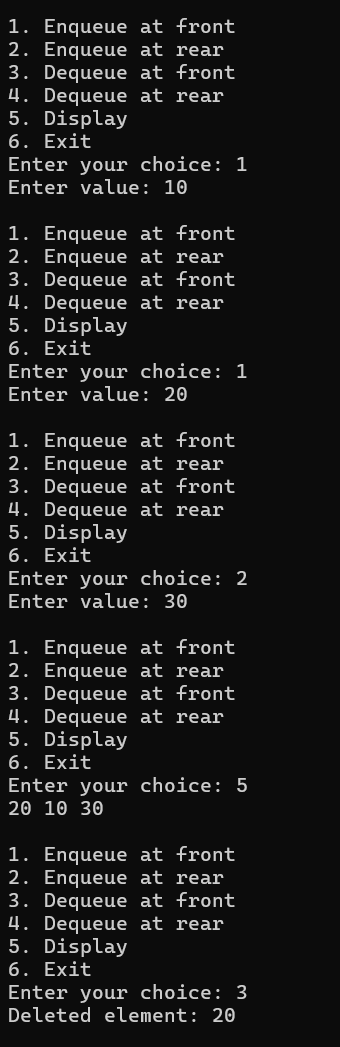 1. Enqueue at front
2. Enqueue at rear
3. Dequeue at front
4. Dequeue at rear
5. Display
6. Exit
Enter your choice: 1
Enter value: 10

1. Enqueue at front
2. Enqueue at rear
3. Dequeue at front
4. Dequeue at rear
5. Display
6. Exit
Enter your choice: 1
Enter value: 20

1. Enqueue at front
2. Enqueue at rear
3. Dequeue at front
4. Dequeue at rear
5. Display
6. Exit
Enter your choice: 2
Enter value: 30

1. Enqueue at front
2. Enqueue at rear
3. Dequeue at front
4. Dequeue at rear
5. Display
6. Exit
Enter your choice: 5
20 10 30

1. Enqueue at front
2. Enqueue at rear
3. Dequeue at front
4. Dequeue at rear
5. Display
6. Exit
Enter your choice: 3
Deleted element: 20